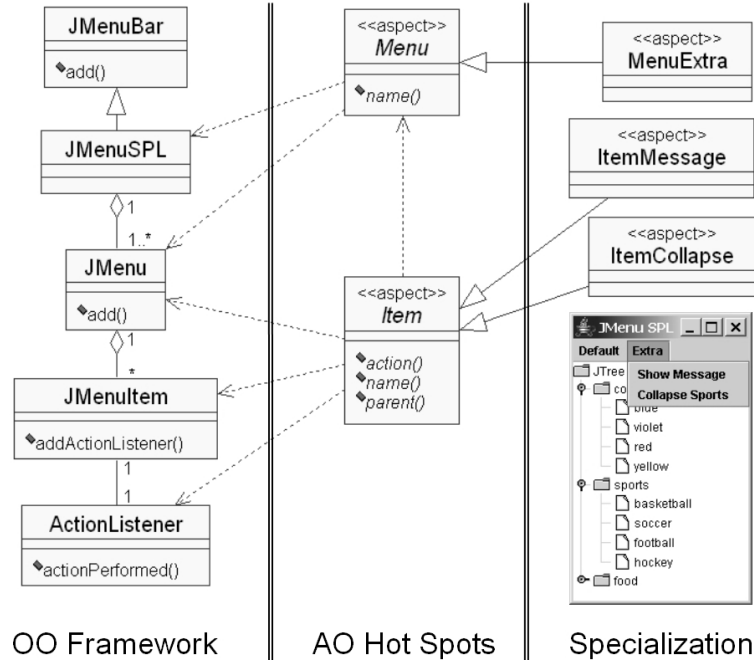 JMenuBar
add()
JMenuSPL
1
1..*
JMenu
add()
1
*
JMenuItem
addActionListener()
1
1
ActionListener
actionPerformed()
OO Framework
<<aspect>>
Menu
name()
<<aspect>>
Item
action()
name()
parent()
AO Hot Spots
<<aspect>>
MenuExtra
<<aspect>>
ItemMessage
<<aspect>>
ItemCollapse
JMenu SPL
Default Extra
Show Message
Collapse Sports
JTree
co
blue
violet
red
yellow
sports
basketball
soccer
football
hockey
food
Specialization